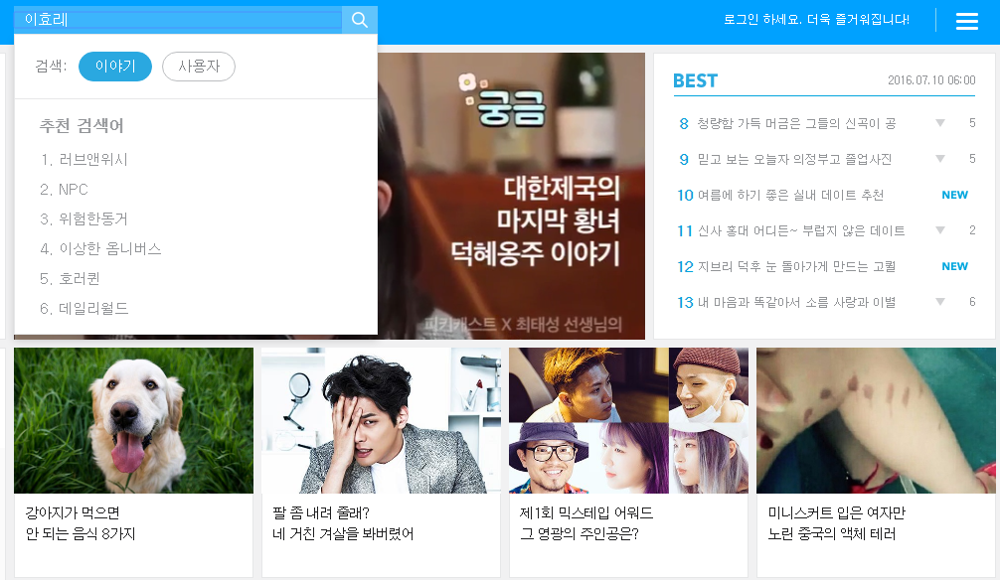 이효래
로그인 하세요. 더욱 즐거워집니다!
검색: 이야기 사용자
추천 검색어
1. 러브앤위시
2. NPC
3. 위험한동거
4. 이상한 옴니버스
5. 호러퀸
6. 데일리월드
궁금
대한제국의
마지막 황녀
덕혜옹주 이야기
피키캐스트 X 최태성 선생님의
BEST 2016.07.10 06:00
8 청량함 가득 머금은 그들의 신곡이 공 5
9 믿고 보는 오늘자 의정부고 졸업사진 5
10 여름에 하기 좋은 실내 데이트 추천 NEW
11 신사 홍대 어디든~ 부럽지 않은 데이트 2
12 지브리 덕후 눈 돌아가게 만드는 고퀄 NEW
13 내 마음과 똑같아서 소름 사랑과 이별 6
강아지가 먹으면
안 되는 음식 8가지
팔 좀 내려 줄래?
네 거친 겨살을 봐버렸어
제1회 믹스테입 어워드
그 영광의 주인공은?
미니스커트 입은 여자만
노린 중국의 액체 테러